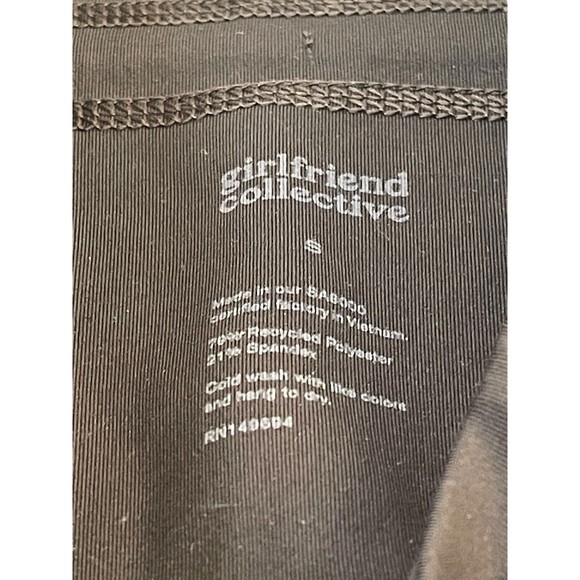 girlfriend
collective
S
Made in our SA8000
certified factory in Vietnam.
79% Recycled Polyester
21% Spandex
Cold wash with like colors
and hang to dry.
RN149694